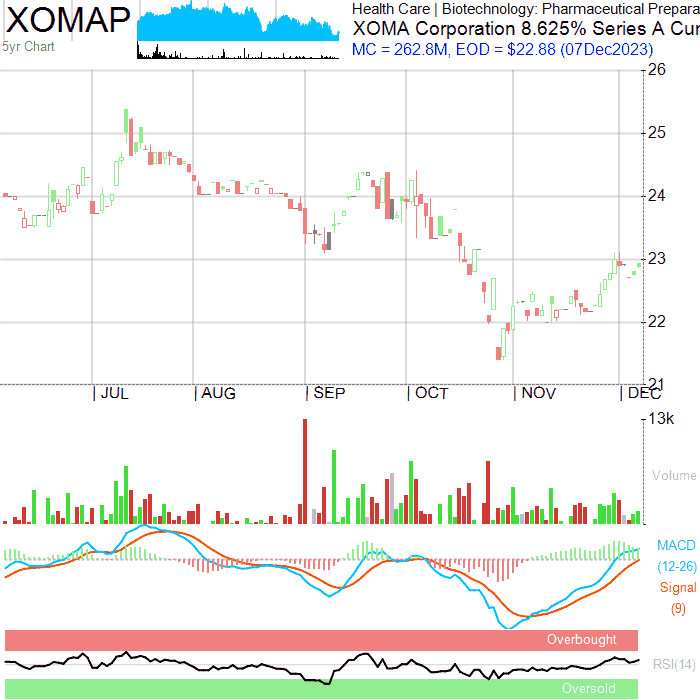 XOMAP
5yr Chart
Health Care | Biotechnology: Pharmaceutical Prepara
XOMA Corporation 8.625% Series A Cur
MC = 262.8M, EOD = $22.88 (07Dec2023)
26
25
24
23
22
21
| JUL
| AUG
| SEP
| OCT
| NOV
| DEC
13k
Volume
MACD
(12-26)
Signal
(9)
Overbought
RSI(14)
Oversold